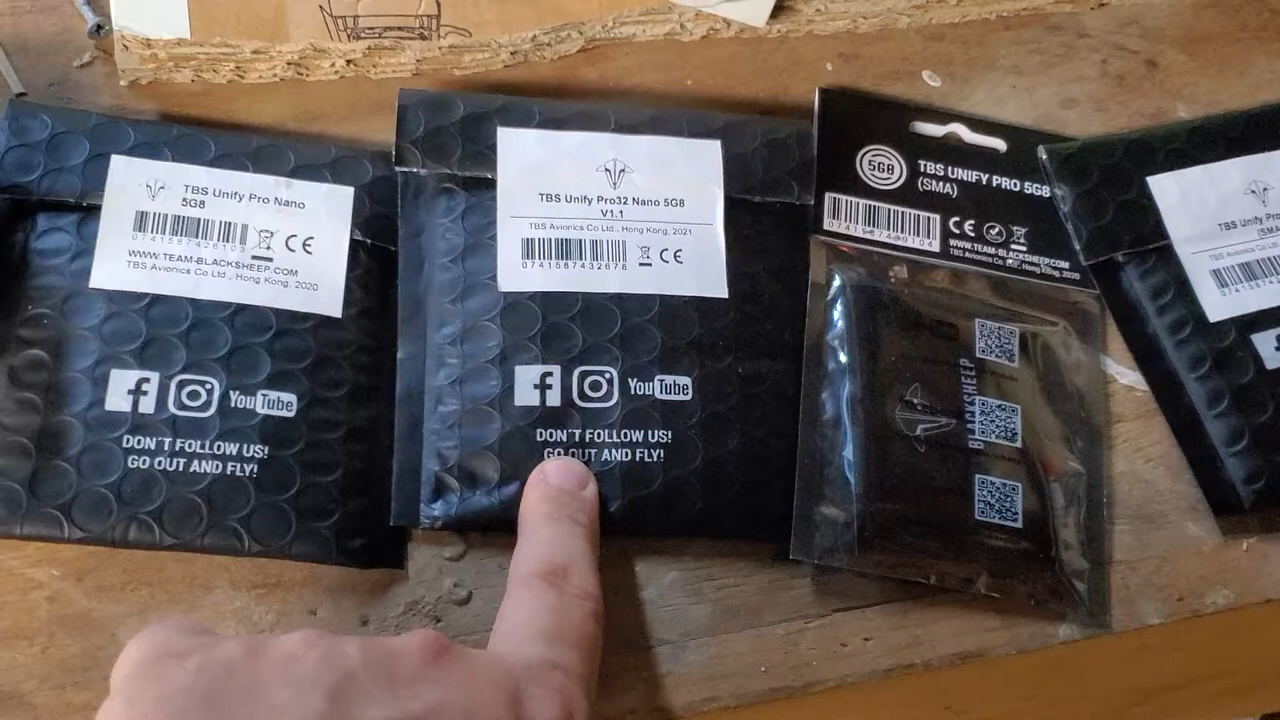 TBS Unify Pro Nano
5G8
0741587426103
CE
WWW.TEAM-BLACKSHEEP.COM
TBS Avionics Co Ltd., Hong Kong, 2020
f
YouTube
DON´T FOLLOW US!
GO OUT AND FLY!
TBS Unify Pro32 Nano 5G8
V1.1
TBS Avionics Co Ltd., Hong Kong, 2021
0741587432676
CE
f
YouTube
DON´T FOLLOW US!
GO OUT AND FLY!
5G8
TBS UNIFY PRO 5G8
(SMA)
CE
WWW.TEAM-BLACKSHEEP.COM
TBS Avionics Co Ltd., Hong Kong, 2020
BLACKSHEEP
TBS Unify Pro
(SMA